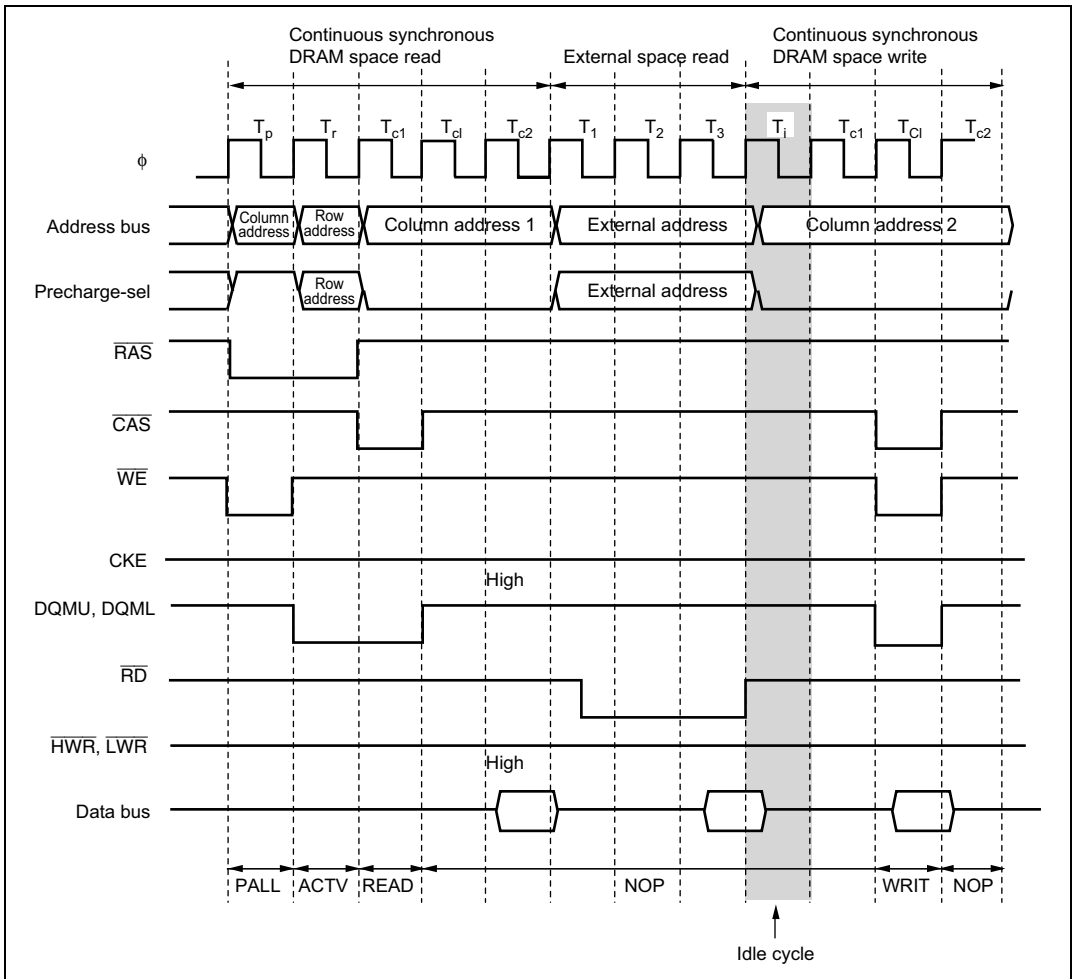 Continuous synchronous
DRAM space read
External space read
Continuous synchronous
DRAM space write
Tp Tr Tc1 Tcl Tc2 T1 T2 T3 Ti Tc1 TCl Tc2
ϕ
Address bus
Column address
Row address
Column address 1
External address
Column address 2
Precharge-sel
Row address
External address
RAS
CAS
WE
CKE
High
DQMU, DQML
RD
HWR, LWR
High
Data bus
PALL ACTV READ NOP WRIT NOP
Idle cycle